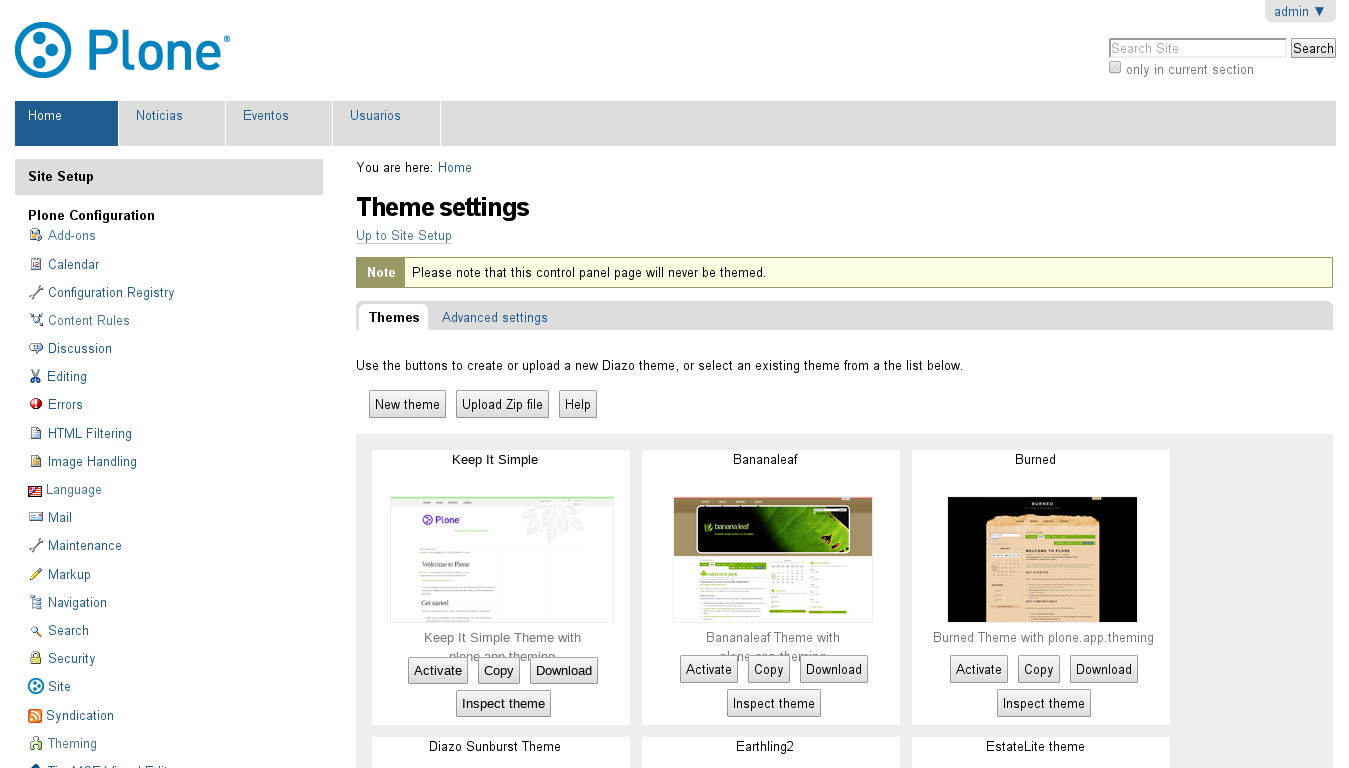 admin ▼
Plone®
Search Site
Search
only in current section
Home
Noticias
Eventos
Usuarios
Site Setup
Plone Configuration
Add-ons
Calendar
Configuration Registry
Content Rules
Discussion
Editing
Errors
HTML Filtering
Image Handling
Language
Mail
Maintenance
Markup
Navigation
Search
Security
Site
Syndication
Theming
You are here: Home
Theme settings
Up to Site Setup
Note Please note that this control panel page will never be themed.
Themes
Advanced settings
Use the buttons to create or upload a new Diazo theme, or select an existing theme from a the list below.
New theme
Upload Zip file
Help
Keep It Simple
Plone
Welcome to Plone
Get started
Keep It Simple Theme with
plone.app.theming
Activate
Copy
Download
Inspect theme
Bananaleaf
banana leaf
welcome to plone
Bananaleaf Theme with
plone.app.theming
Activate
Copy
Download
Inspect theme
Burned
BURNED
WELCOME TO PLONE
GET STARTED
Burned Theme with plone.app.theming
Activate
Copy
Download
Inspect theme
Diazo Sunburst Theme
Earthling2
EstateLite theme